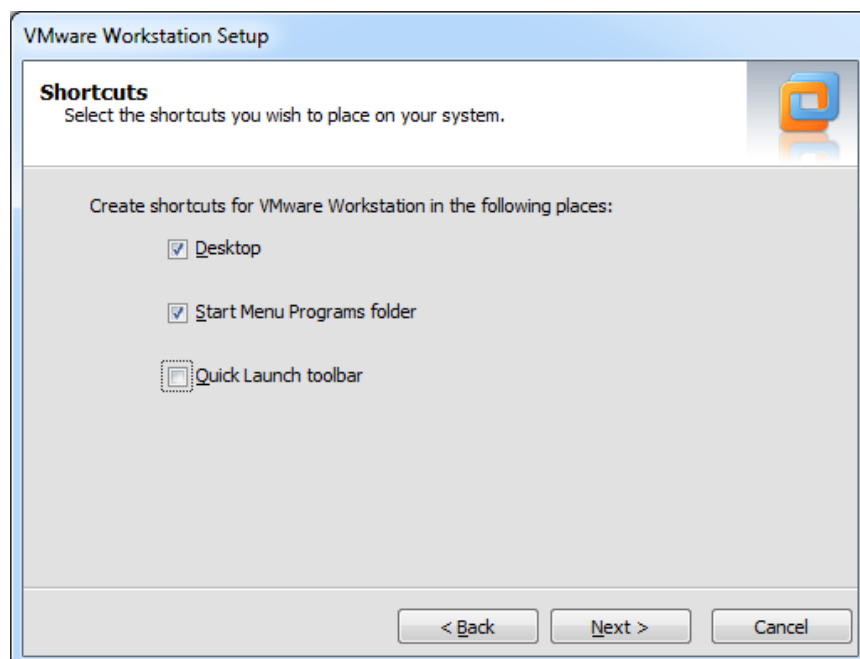 VMware Workstation Setup
Shortcuts
Select the shortcuts you wish to place on your system.
Create shortcuts for VMware Workstation in the following places:
Desktop
Start Menu Programs folder
Quick Launch toolbar
< Back Next > Cancel